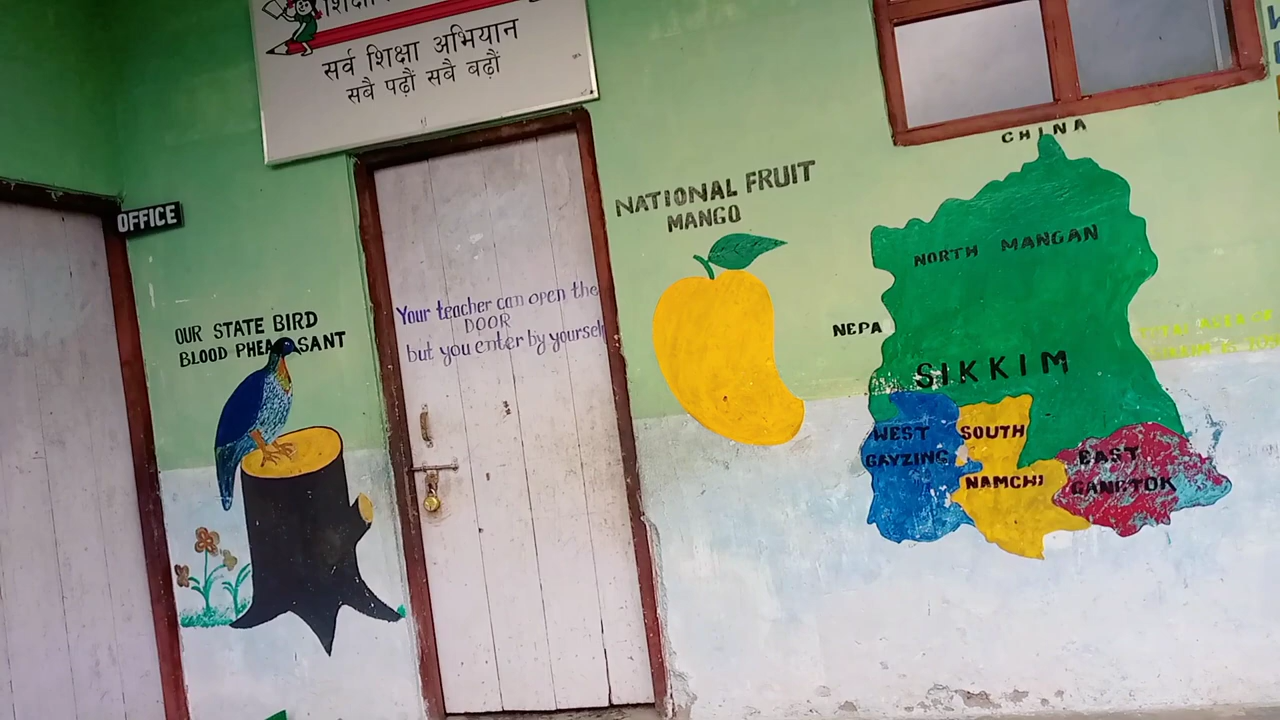 सर्व शिक्षा अभियान
सबै पढ़ौं सबै बढ़ौं
OFFICE
OUR STATE BIRD
BLOOD PHEASANT
Your teacher can open the
DOOR
but you enter by yourself
NATIONAL FRUIT
MANGO
CHINA
NORTH MANGAN
NEPA
SIKKIM
WEST
GAYZING
SOUTH
NAMCHI
EAST
GANGTOK